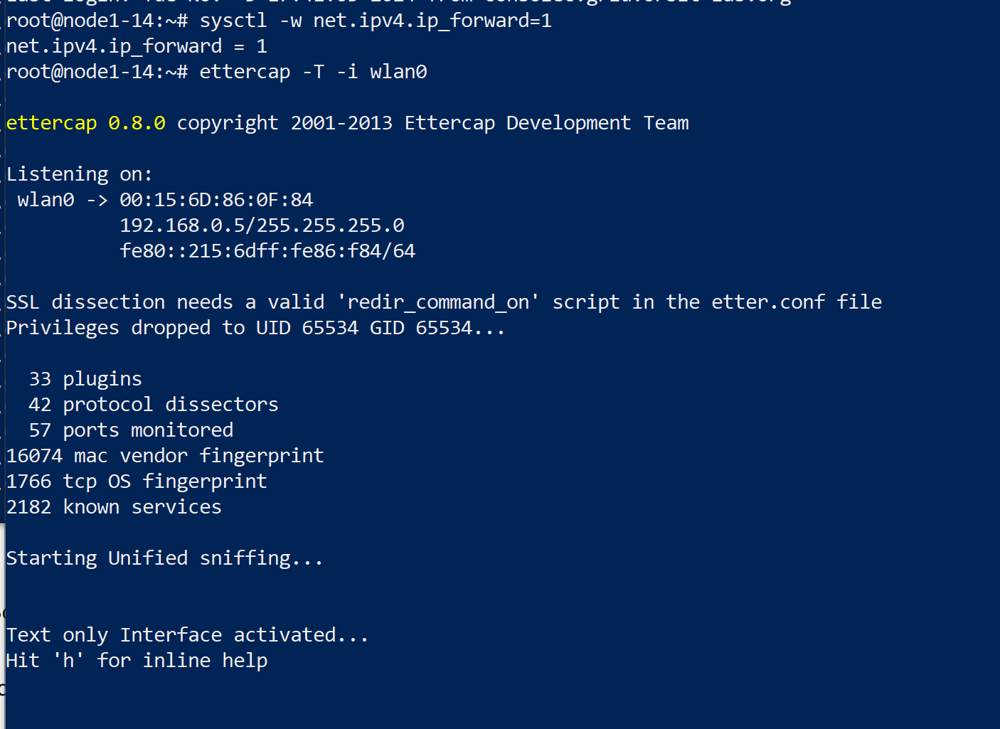 root@node1-14:~# sysctl -w net.ipv4.ip_forward=1
net.ipv4.ip_forward = 1
root@node1-14:~# ettercap -T -i wlan0
ettercap 0.8.0 copyright 2001-2013 Ettercap Development Team
Listening on:
wlan0 -> 00:15:6D:86:0F:84
192.168.0.5/255.255.255.0
fe80::215:6dff:fe86:f84/64
SSL dissection needs a valid 'redir_command_on' script in the etter.conf file
Privileges dropped to UID 65534 GID 65534...
33 plugins
42 protocol dissectors
57 ports monitored
16074 mac vendor fingerprint
1766 tcp OS fingerprint
2182 known services
Starting Unified sniffing...
Text only Interface activated...
Hit 'h' for inline help